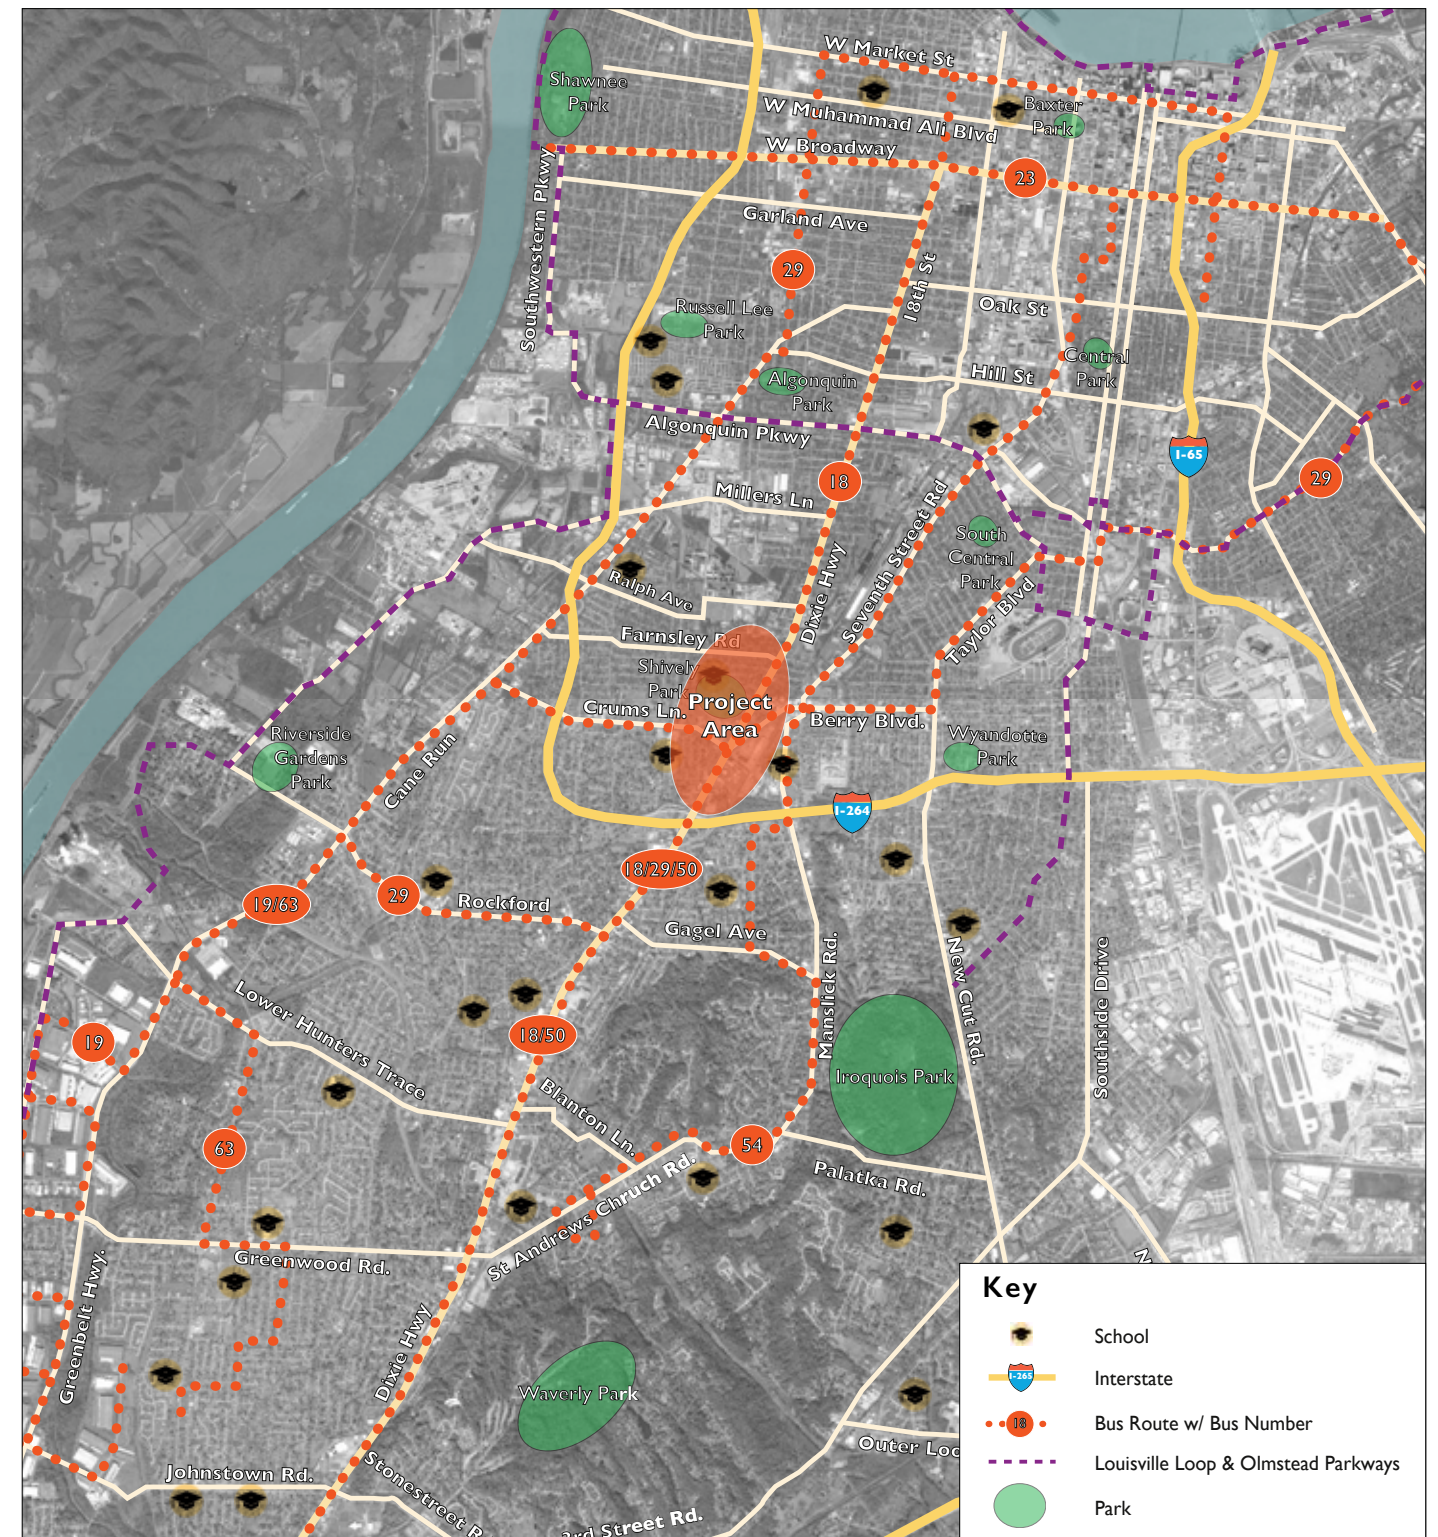 W Market St
Shawnee
Park
Baxter
Park
W Muhammad Ali Blvd
W Broadway
23
Southwestern Pkwy
Garland Ave
29
18th St
Russell Lee
Park
Oak St
Central
Park
Hill St
Algonquin
Park
Algonquin Pkwy
I-65
29
18
Millers Ln
Seventh Street Rd
South
Central
Park
Ralph Ave
Dixie Hwy
Taylor Blvd
Farnsley Rd
Shively
Park
Project
Area
Crums Ln.
Berry Blvd.
Wyandotte
Park
Riverside
Gardens
Park
Cane Run
I-264
18/29/50
29
19/63
Rockford
Gagel Ave
Manslick Rd.
New Cut Rd.
Southside Drive
Lower Hunters Trace
18/50
19
Iroquois Park
Blanton Ln.
63
54
Palatka Rd.
St Andrews Chruch Rd.
Greenwood Rd.
N
Greenbelt Hwy.
Dixie Hwy
Waverly Park
Outer Loo
Johnstown Rd.
Stonestreet R
ard Street Rd.
Key
School
I-265
Interstate
18
Bus Route w/ Bus Number
Louisville Loop & Olmstead Parkways
Park